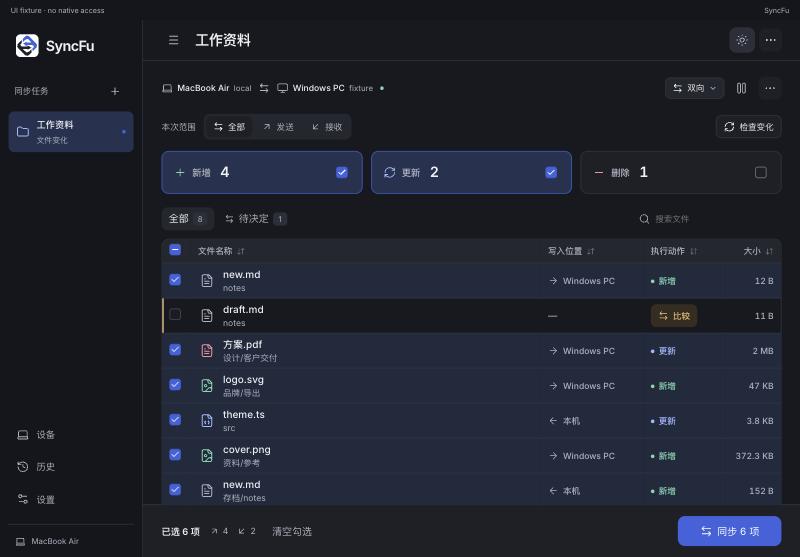 UI fixture · no native access
SyncFu
SyncFu
工作资料
同步任务
工作资料
文件变化
MacBook Air local Windows PC fixture
双向
本次范围 全部 发送 接收
检查变化
新增 4
更新 2
删除 1
全部 8 待决定 1
搜索文件
文件名称 写入位置 执行动作 大小
new.md
notes
Windows PC 新增 12 B
draft.md
notes
— 比较 11 B
方案.pdf
设计/客户交付
Windows PC 更新 2 MB
logo.svg
品牌/导出
Windows PC 新增 47 KB
theme.ts
src
本机 更新 3.8 KB
cover.png
资料/参考
Windows PC 新增 372.3 KB
new.md
存档/notes
本机 新增 152 B
设备
历史
设置
MacBook Air
已选 6 项 4 2 清空勾选
同步 6 项